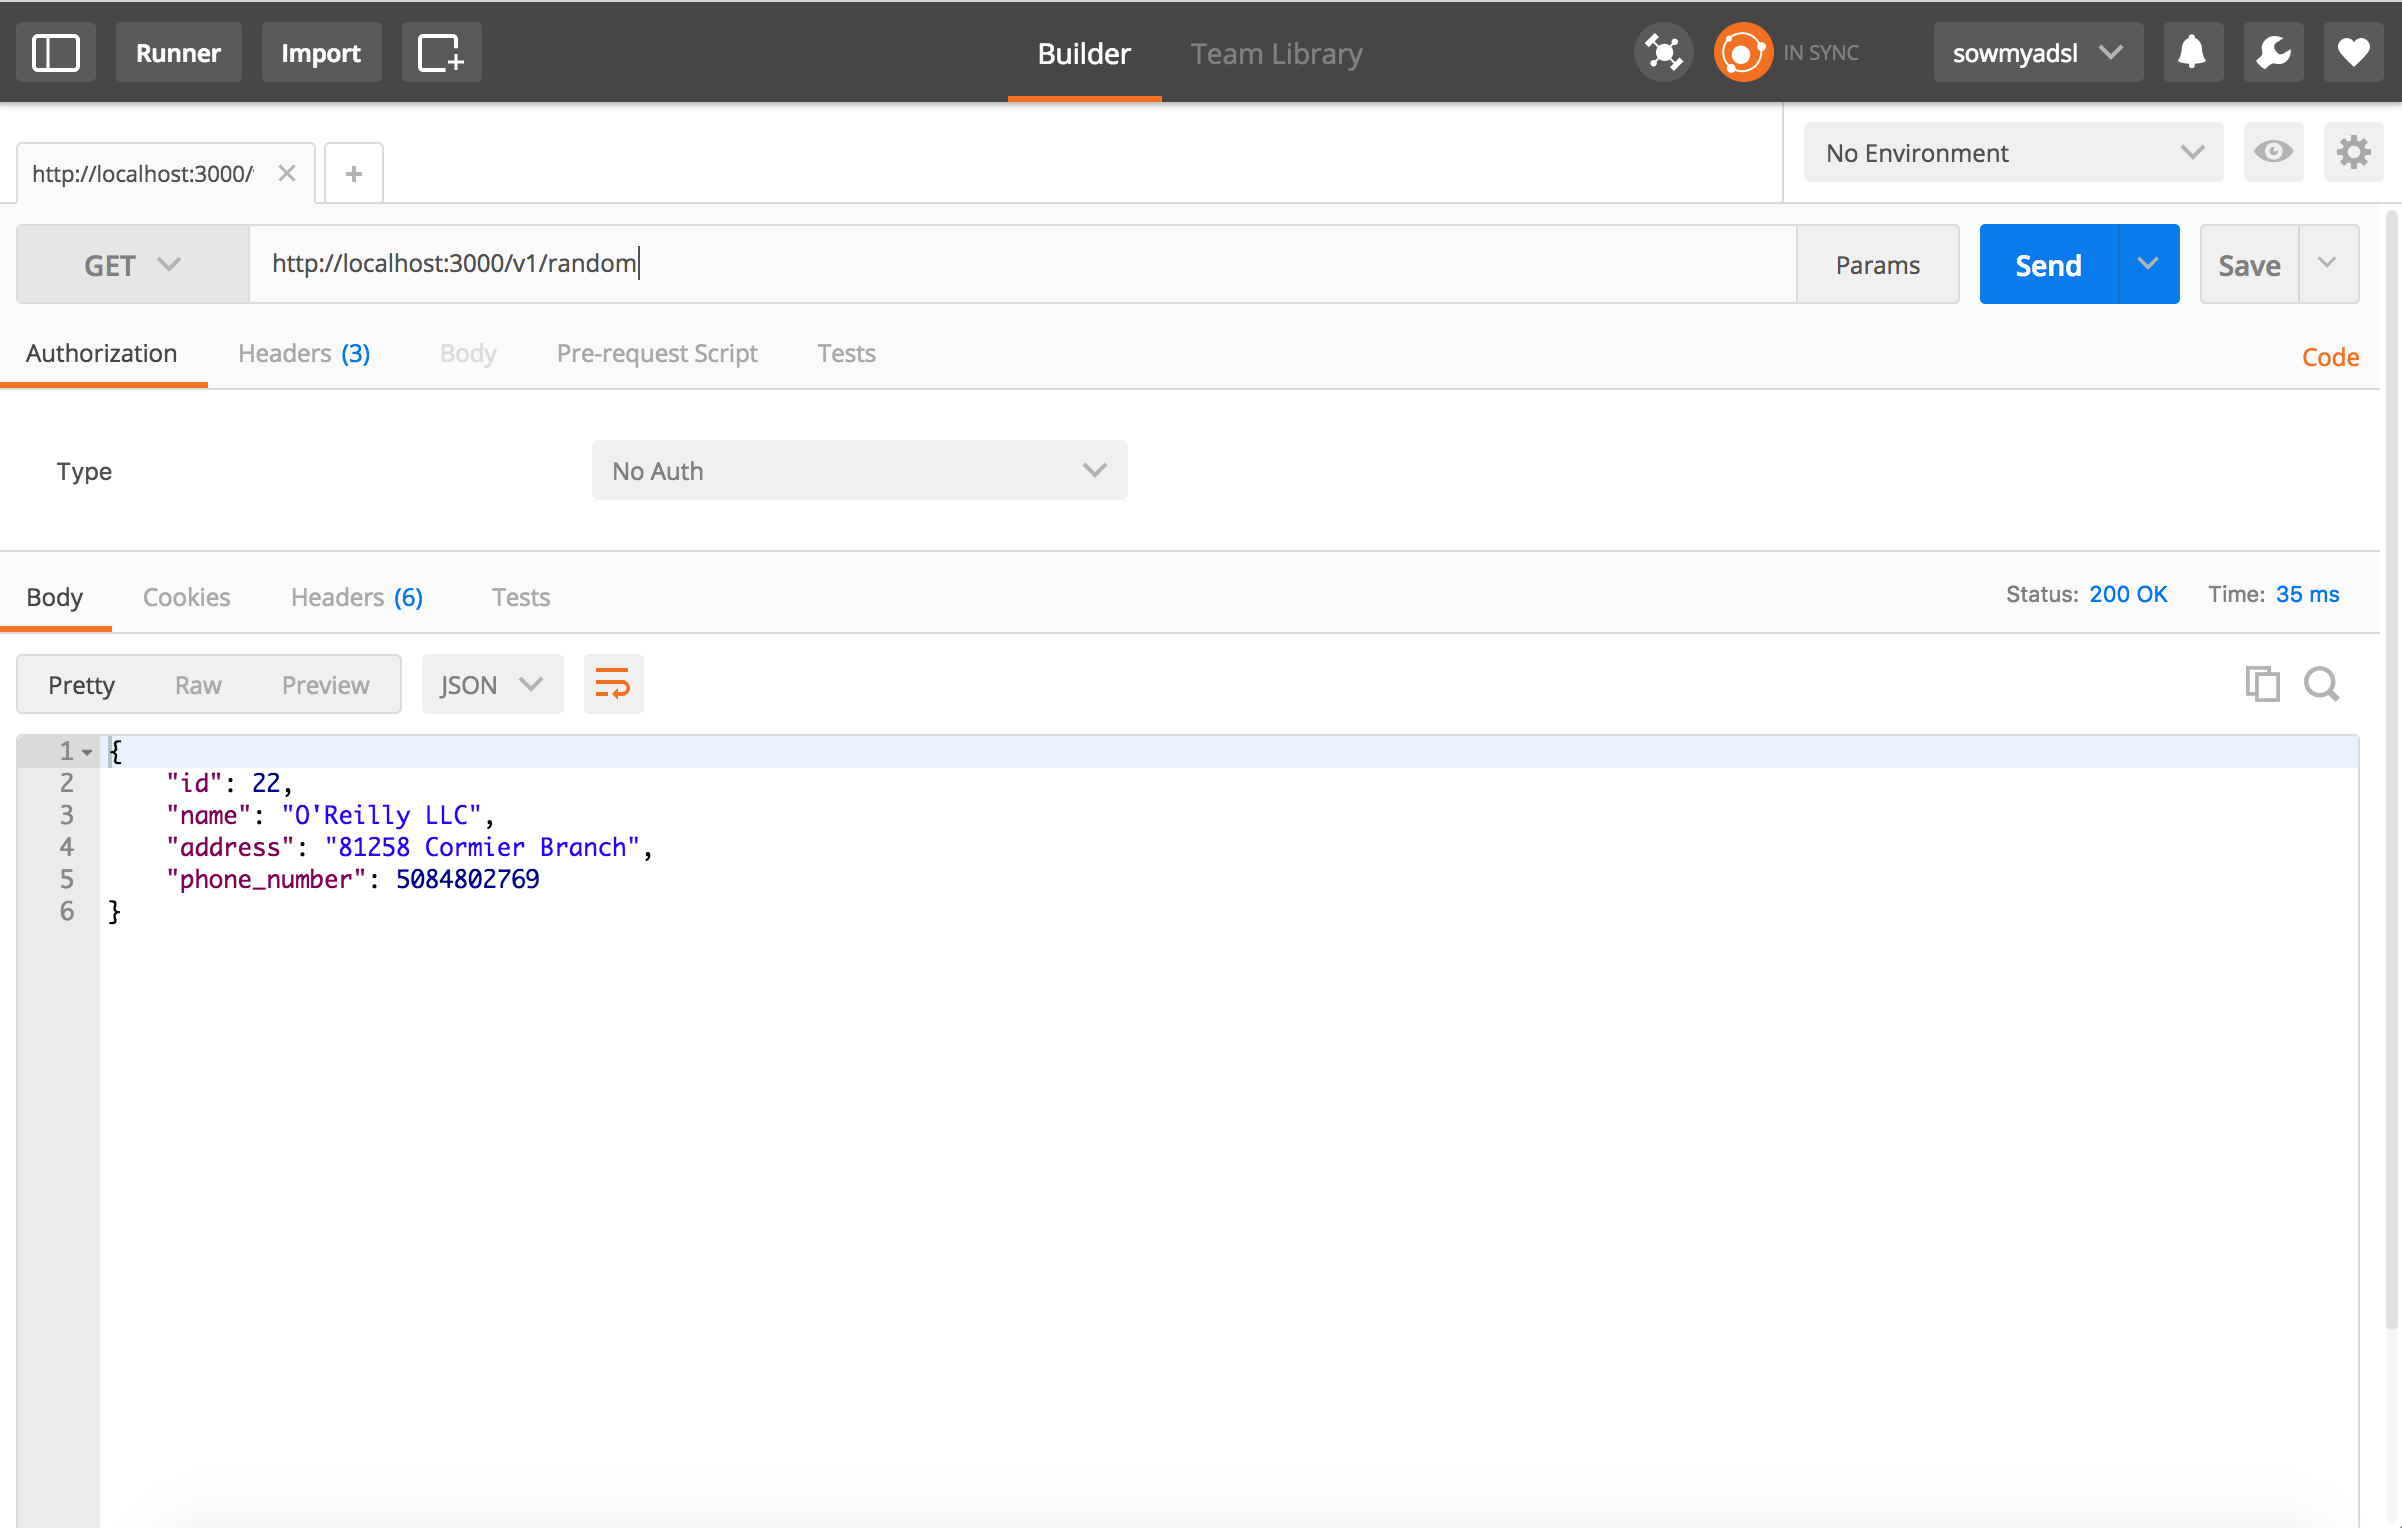 Runner Import Builder Team Library IN SYNC sowmyadsl
http://localhost:3000/ No Environment
GET http://localhost:3000/v1/random Params Send Save
Authorization Headers (3) Body Pre-request Script Tests Code
Type No Auth
Body Cookies Headers (6) Tests Status: 200 OK Time: 35 ms
Pretty Raw Preview JSON
1 {
2 "id": 22,
3 "name": "O'Reilly LLC",
4 "address": "81258 Cormier Branch",
5 "phone_number": 5084802769
6 }